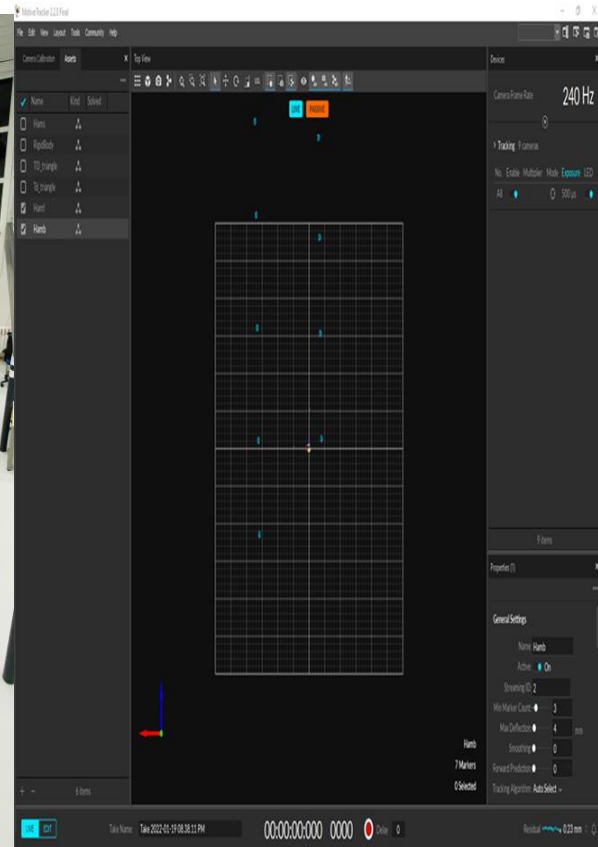 Motive:Tracker 2.2.0 Final
File Edit View Layout Tools Community Help
Camera Calibration Assets
Name Kind Solved
Hams
RigidBody
TO_triangle
Hamf
Hamb
6 items
Top View
LIVE PASSIVE
Hamb
7 Markers
0 Selected
Devices
Camera Frame Rate 240 Hz
Tracking 9 cameras
No. Enable Multiplier Mode Exposure LED
All 500 µs
9 items
Properties (1)
General Settings
Name Hamb
Active On
Streaming ID 2
Min Marker Count 3
Max Deflection 4 mm
Smoothing 0
Forward Prediction 0
Tracking Algorithm Auto Select
LIVE EDIT Take Name Take 2022-01-19 08.38.11 PM 00:00:00:000 0000 Delay 0 Residual 0.23 mm